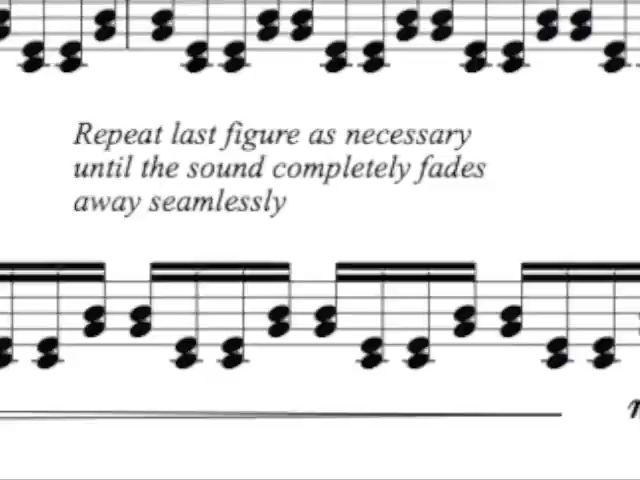 Repeat last figure as necessary
until the sound completely fades
away seamlessly